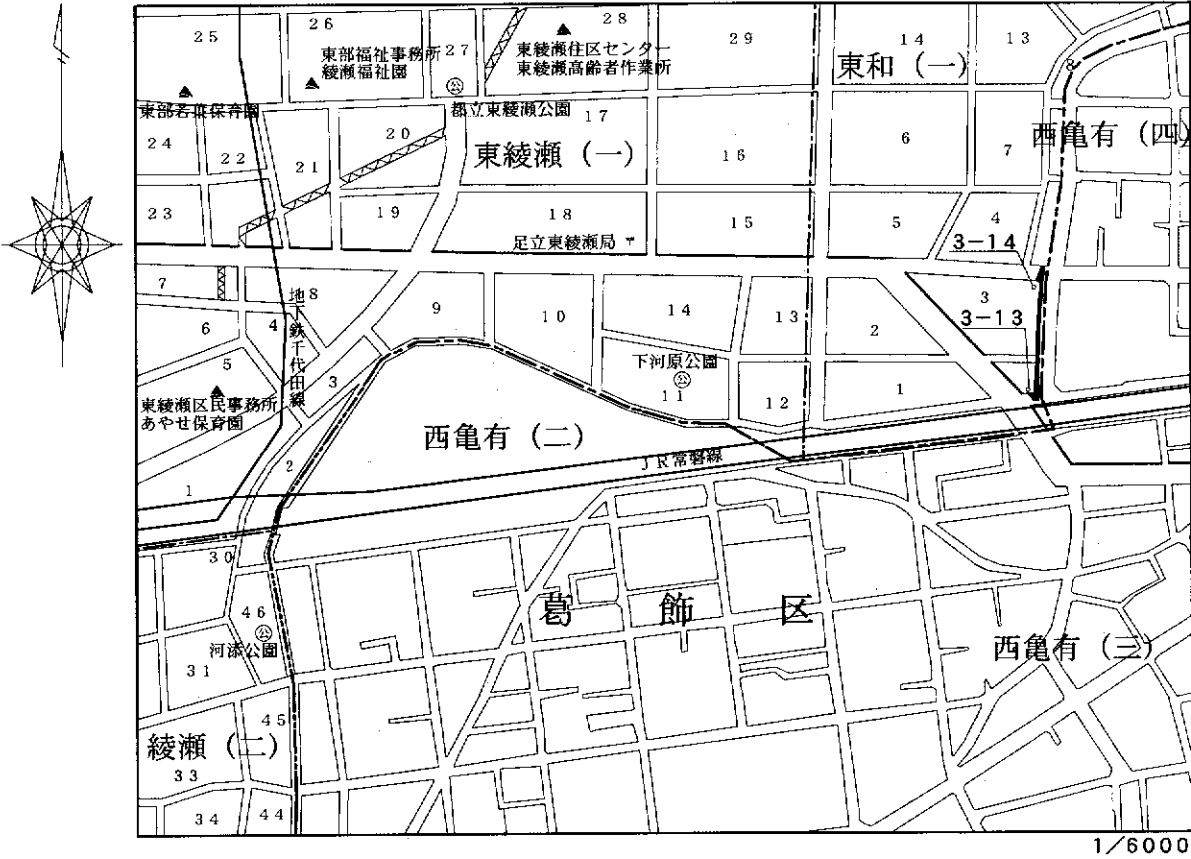 25
26
27
28
29
14
13
東部福祉事務所
綾瀬福祉園
東綾瀬住区センター
東綾瀬高齢者作業所
東和(一)
8
公
東部若葉保育園
都立東綾瀬公園
17
24
22
21
20
東綾瀬(一)
16
6
7
西亀有(四)
23
19
18
15
5
4
足立東綾瀬局 〒
3-14
7
8
地下鉄千代田線
9
10
14
13
3
3-13
6
4
2
5
3
下河原公園
公
11
12
1
東綾瀬区民事務所
あやせ保育園
西亀有(二)
JR常磐線
2
1
30
46
公
河添公園
葛飾区
西亀有(三)
31
45
綾瀬(二)
33
34
44
1/6000